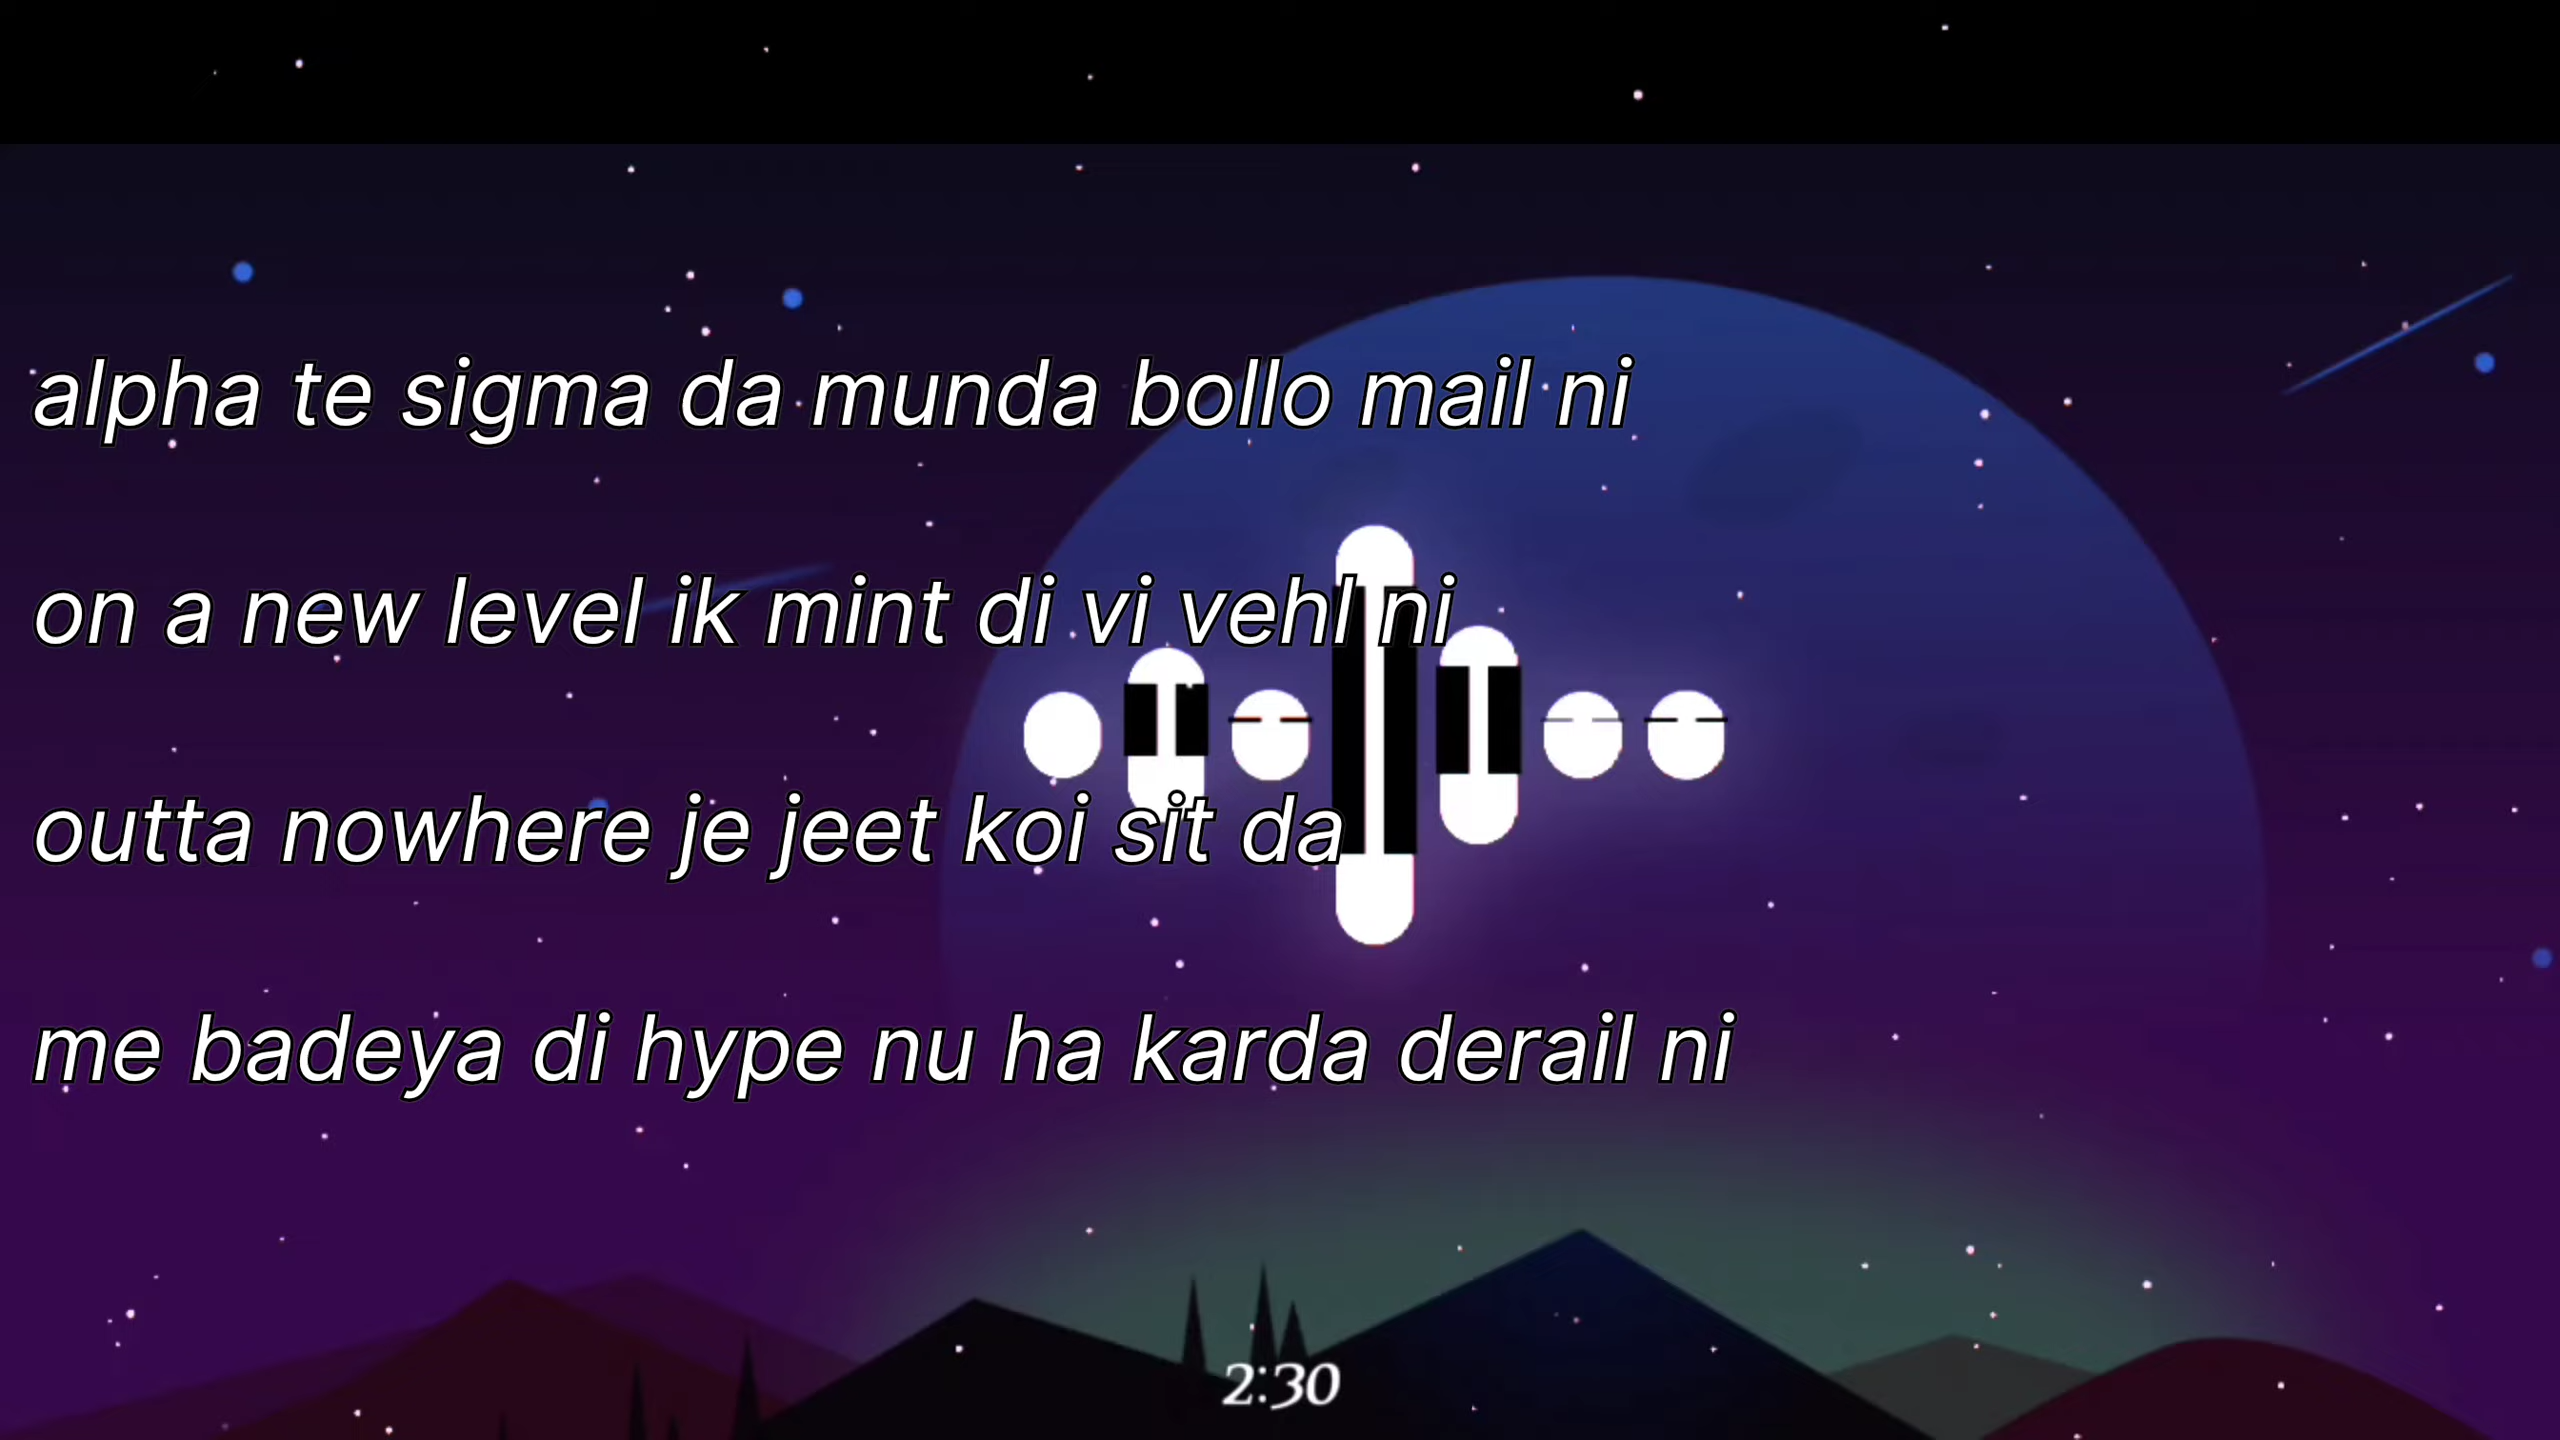 alpha te sigma da munda bollo mail ni
on a new level ik mint di vi vehl ni
outta nowhere je jeet koi sit da
me badeya di hype nu ha karda derail ni
2:30